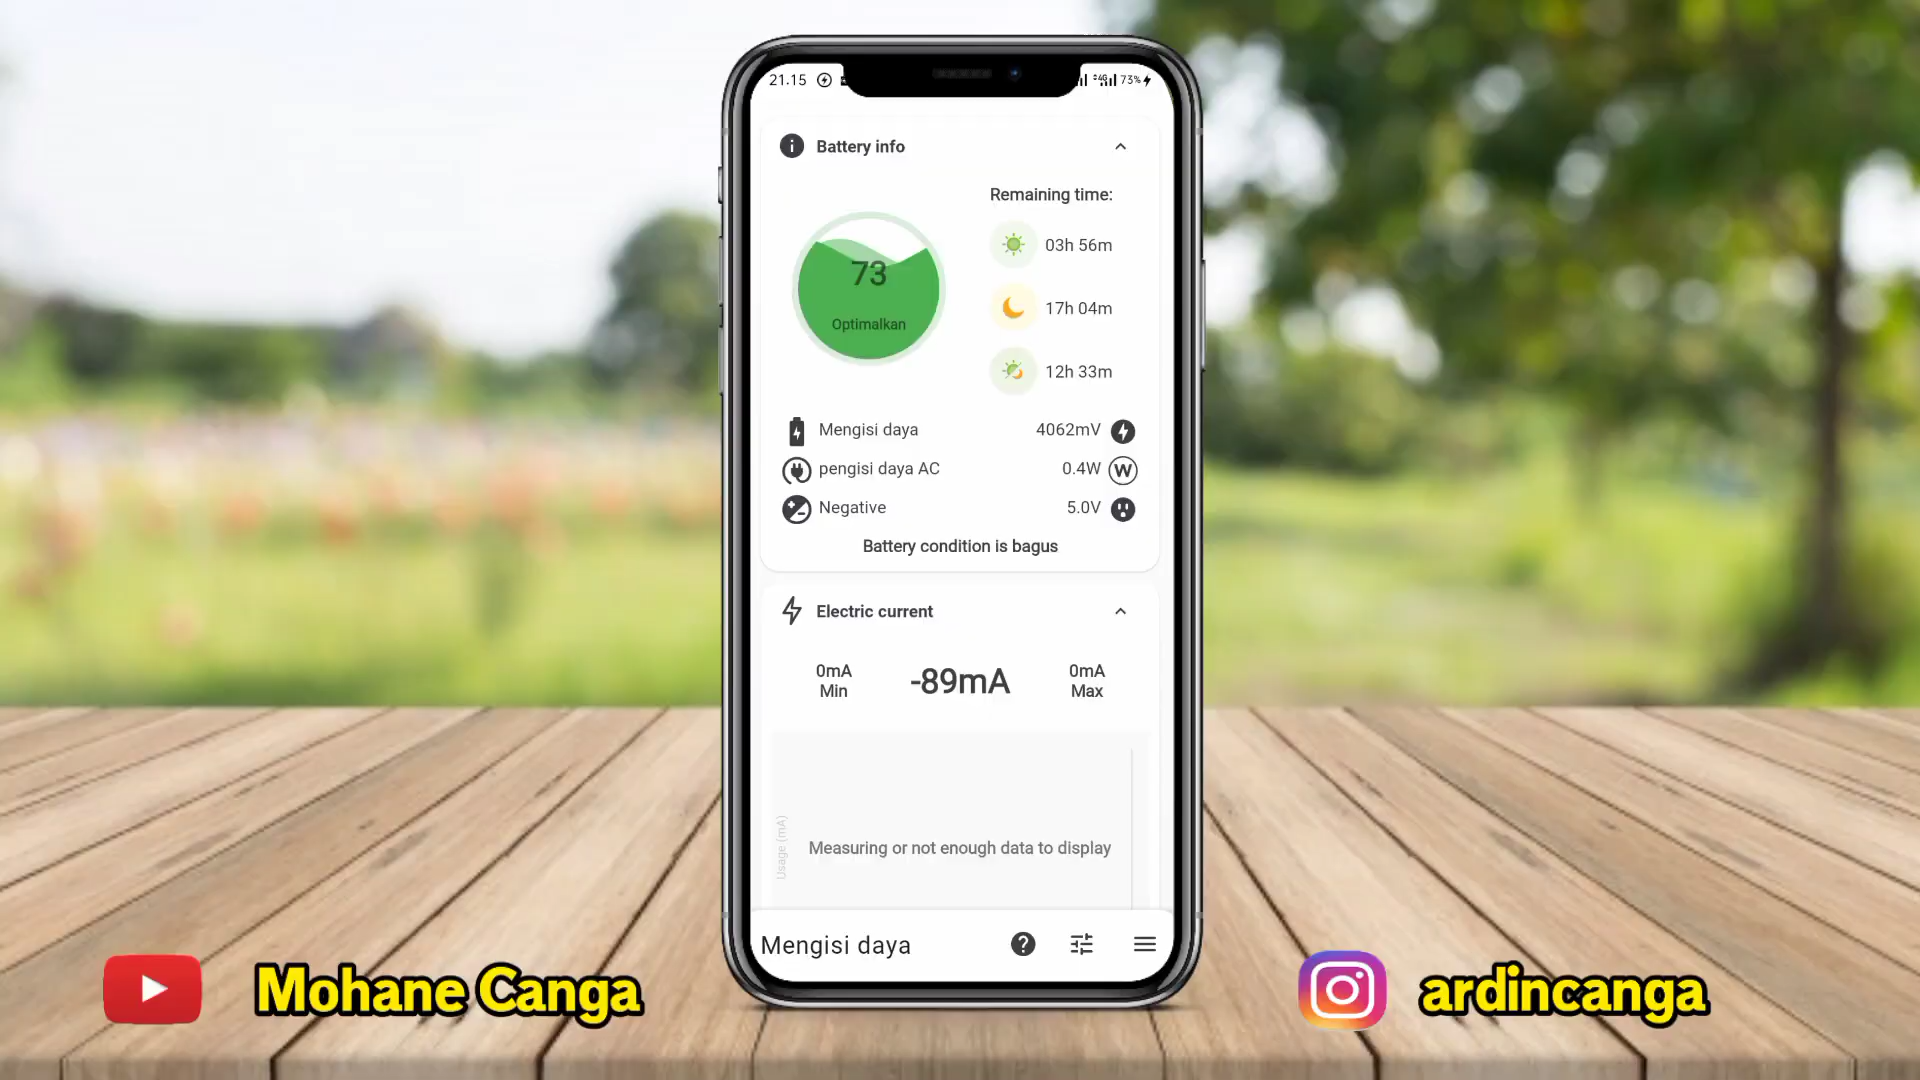 21.15
4G
73%
Battery info
Remaining time:
73
Optimalkan
03h 56m
17h 04m
12h 33m
Mengisi daya
4062mV
pengisi daya AC
0.4W
W
Negative
5.0V
Battery condition is bagus
Electric current
0mA
Min
-89mA
0mA
Max
Usage (mA)
Measuring or not enough data to display
Mengisi daya
Mohane Canga
ardincanga